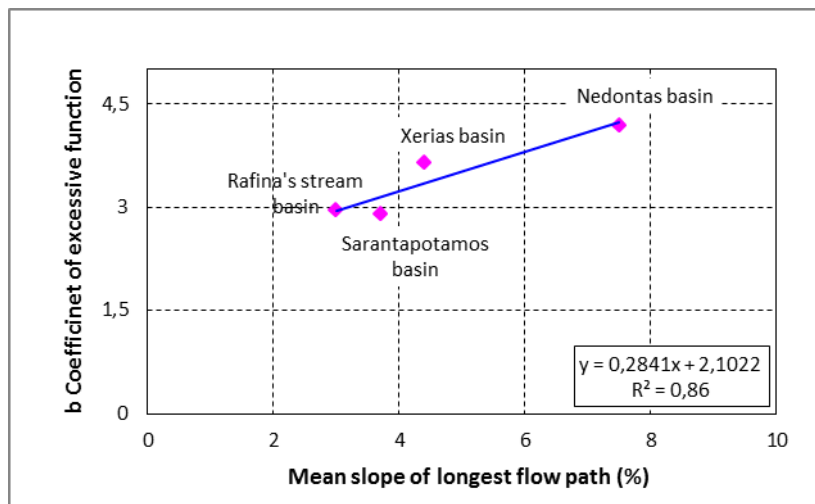 b Coefficinet of excessive function
4,5
3
1,5
0
Nedontas basin
Xerias basin
Rafina's stream
basin
Sarantapotamos
basin
y = 0,2841x + 2,1022
R² = 0,86
0 2 4 6 8 10
Mean slope of longest flow path (%)